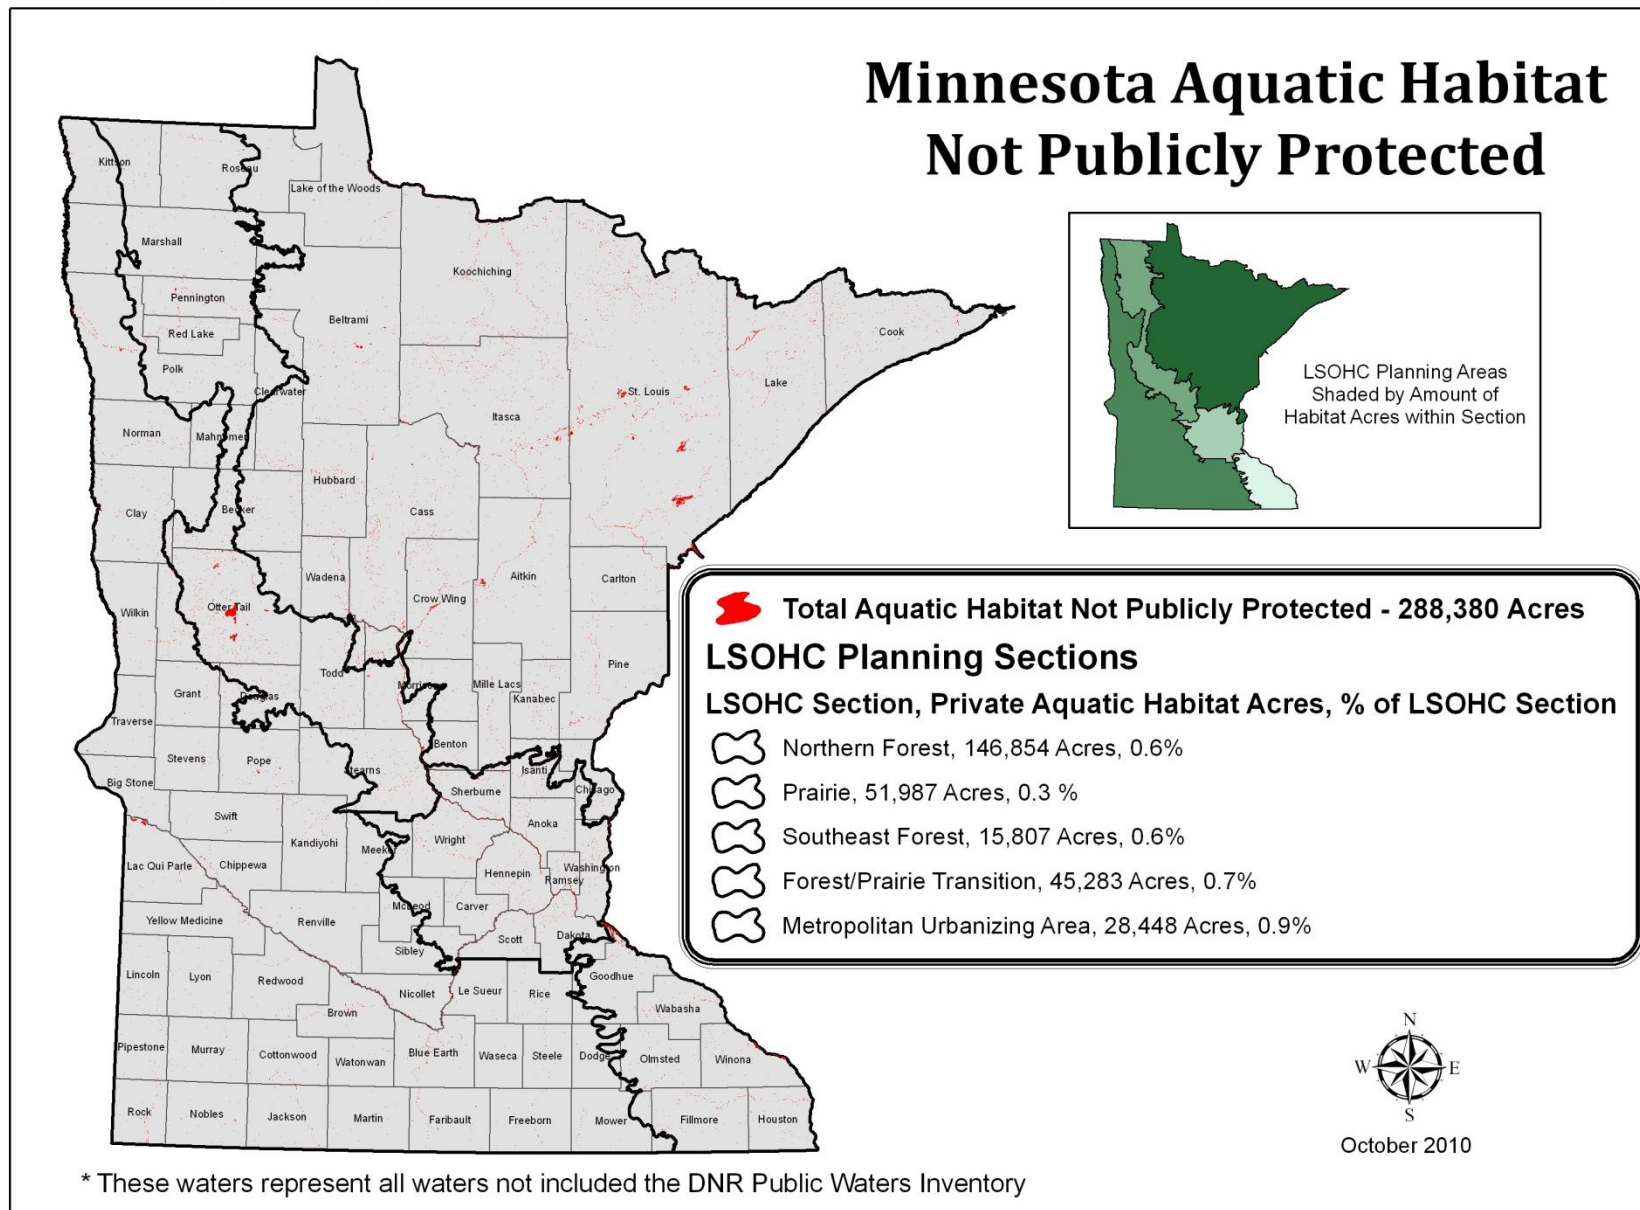 Minnesota Aquatic Habitat
Not Publicly Protected
LSOHC Planning Areas
Shaded by Amount of
Habitat Acres within Section
Total Aquatic Habitat Not Publicly Protected - 288,380 Acres
LSOHC Planning Sections
LSOHC Section, Private Aquatic Habitat Acres, % of LSOHC Section
Northern Forest, 146,854 Acres, 0.6%
Prairie, 51,987 Acres, 0.3 %
Southeast Forest, 15,807 Acres, 0.6%
Forest/Prairie Transition, 45,283 Acres, 0.7%
Metropolitan Urbanizing Area, 28,448 Acres, 0.9%
Kittson
Roseau
Lake of the Woods
Marshall
Koochiching
Pennington
Beltrami
Red Lake
Cook
Polk
Clearwater
Lake
St. Louis
Itasca
Norman
Mahnomen
Hubbard
Clay
Becker
Cass
Wadena
Aitkin
Carlton
Wilkin
Otter Tail
Crow Wing
Pine
Todd
Grant
Douglas
Morrison
Mille Lacs
Kanabec
Traverse
Benton
Stevens
Pope
Stearns
Isanti
Big Stone
Sherburne
Chisago
Swift
Anoka
Kandiyohi
Meeker
Wright
Lac Qui Parle
Chippewa
Hennepin
Washington
Ramsey
McLeod
Carver
Yellow Medicine
Renville
Scott
Dakota
Sibley
Lincoln
Lyon
Redwood
Goodhue
Nicollet
Le Sueur
Rice
Wabasha
Brown
Pipestone
Murray
Cottonwood
Watonwan
Blue Earth
Waseca
Steele
Dodge
Olmsted
Winona
Rock
Nobles
Jackson
Martin
Faribault
Freeborn
Mower
Fillmore
Houston
N
W
E
S
October 2010
* These waters represent all waters not included the DNR Public Waters Inventory